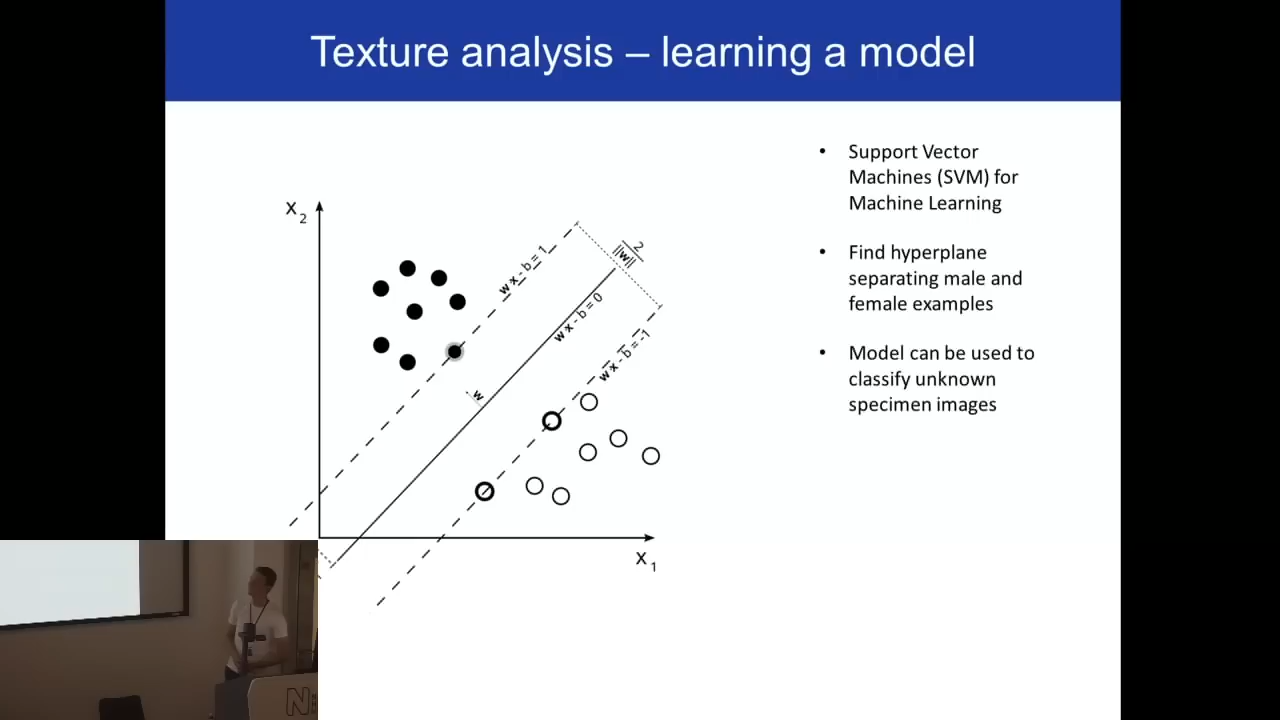 Texture analysis – learning a model
• Support Vector
Machines (SVM) for
Machine Learning
• Find hyperplane
separating male and
female examples
• Model can be used to
classify unknown
specimen images
X2
w x - b = 1
2
||w||
w x - b = 0
w x - b = -1
w
X1
N